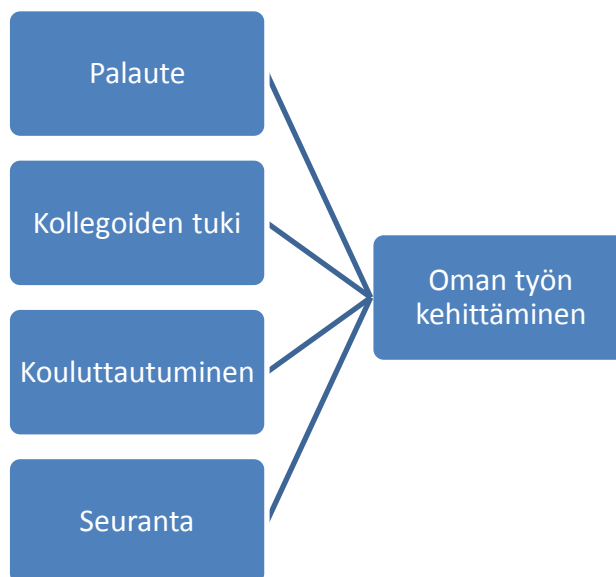 Palaute
Kollegoiden tuki
Kouluttautuminen
Seuranta
Oman työn
kehittäminen